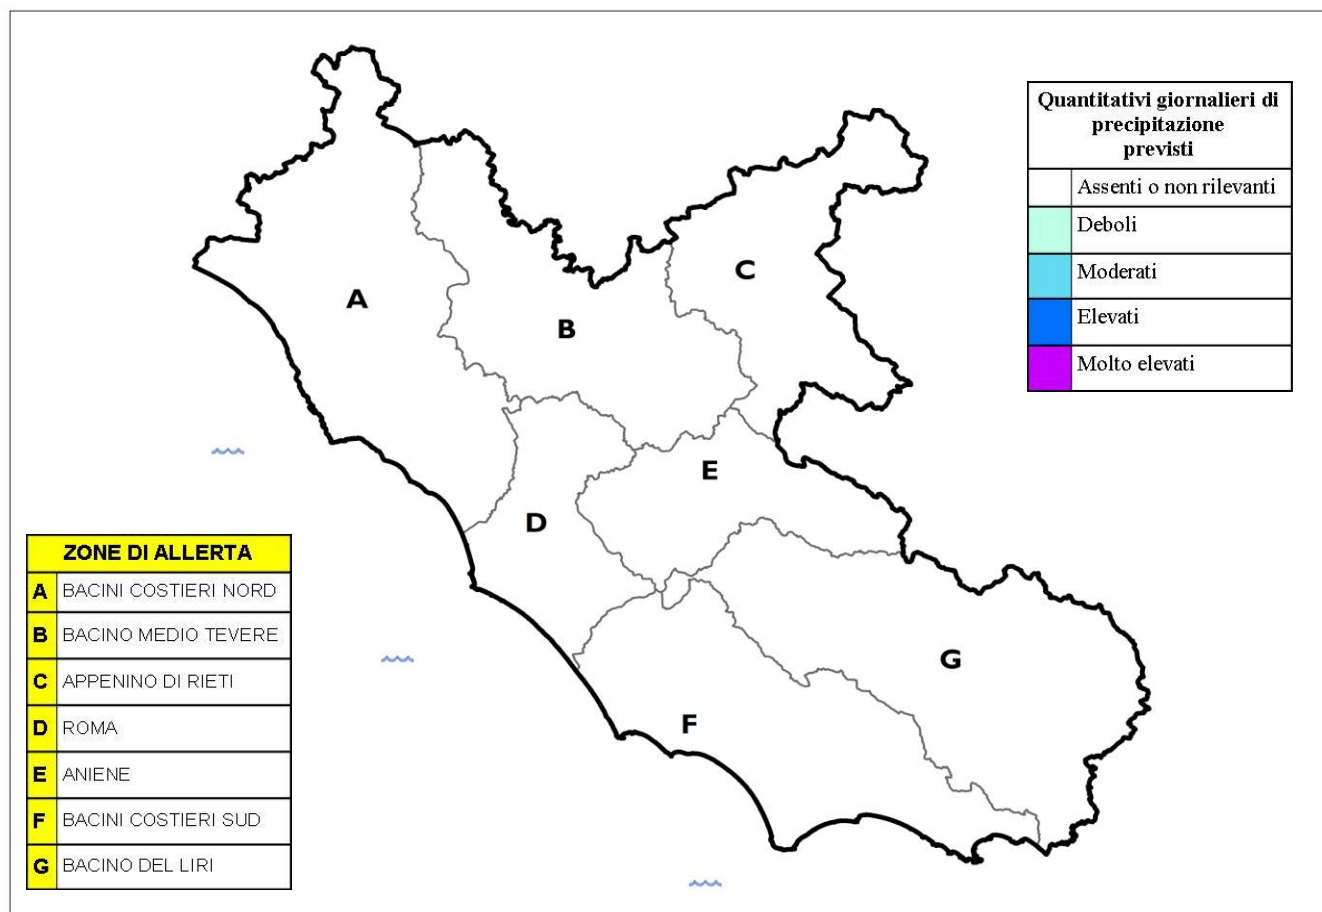 Quantitativi giornalieri di
precipitazione
previsti
Assenti o non rilevanti
Deboli
Moderati
Elevati
Molto elevati
A
B
C
D
E
F
G
ZONE DI ALLERTA
A BACINI COSTIERI NORD
B BACINO MEDIO TEVERE
C APPENINO DI RIETI
D ROMA
E ANIENE
F BACINI COSTIERI SUD
G BACINO DEL LIRI